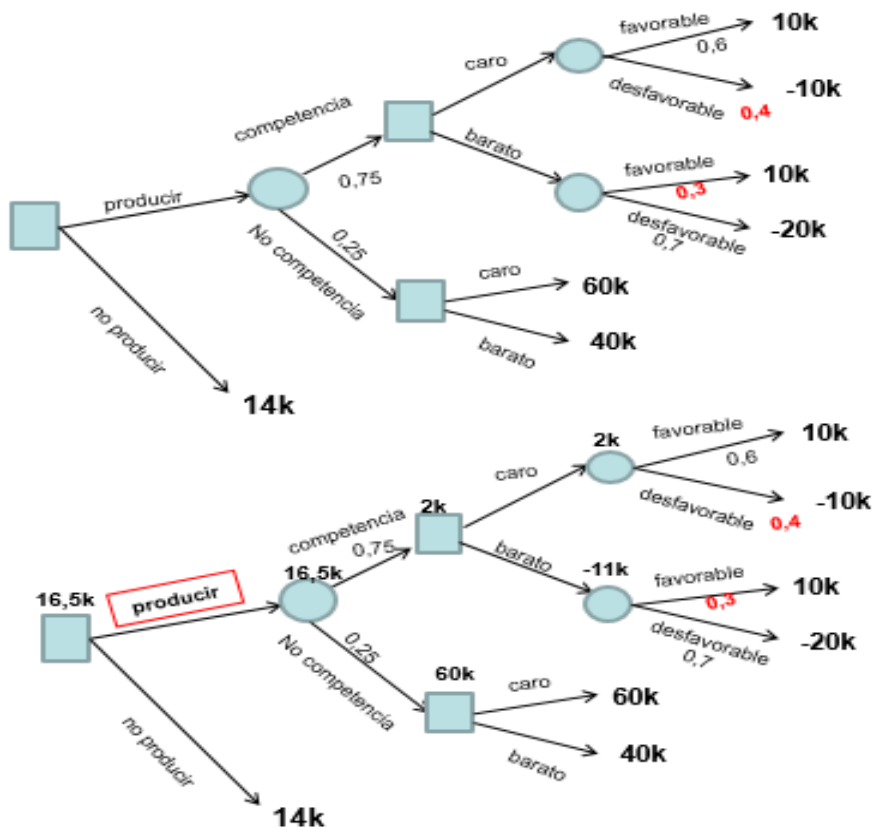 favorable
10k
0,6
caro
-10k
desfavorable 0,4
competencia
barato
favorable
10k
0,3
0,75
producir
desfavorable
-20k
0,7
0,25
No competencia
caro
60k
barato
40k
no producir
14k
2k
favorable
10k
0,6
caro
-10k
desfavorable 0,4
2k
competencia
0,75
barato
-11k
favorable
10k
0,3
16,5k
producir
16,5k
desfavorable
-20k
0,7
0,25
No competencia
60k
caro
60k
barato
40k
no producir
14k